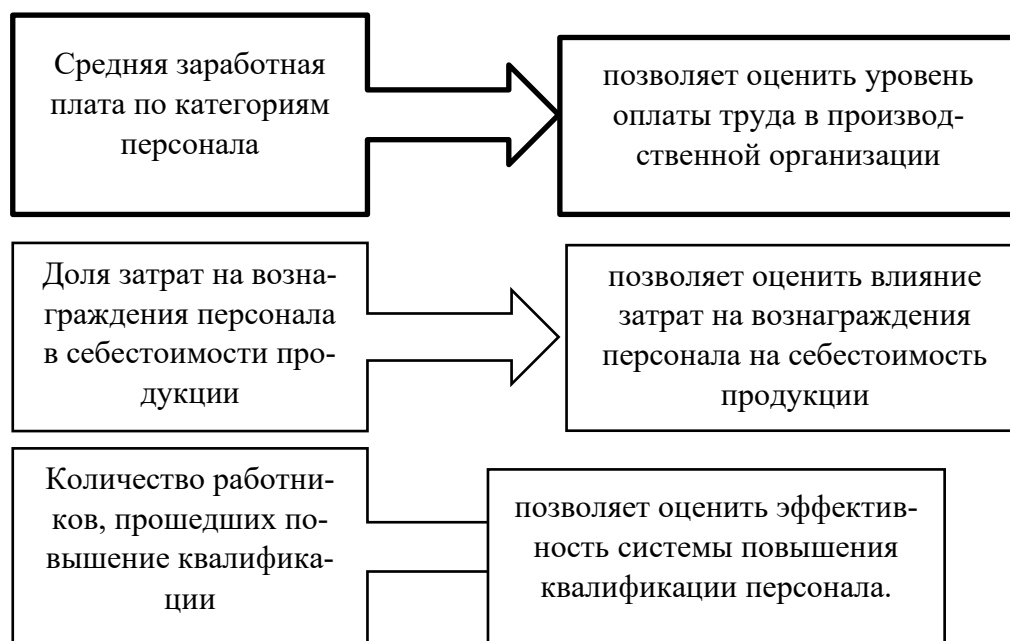 Средняя заработная
плата по категориям
персонала
позволяет оценить уровень
оплаты труда в производ-
ственной организации
Доля затрат на возна-
граждения персонала
в себестоимости про-
дукции
позволяет оценить влияние
затрат на вознаграждения
персонала на себестоимость
продукции
Количество работни-
ков, прошедших по-
вышение квалифика-
ции
позволяет оценить эффектив-
ность системы повышения
квалификации персонала.